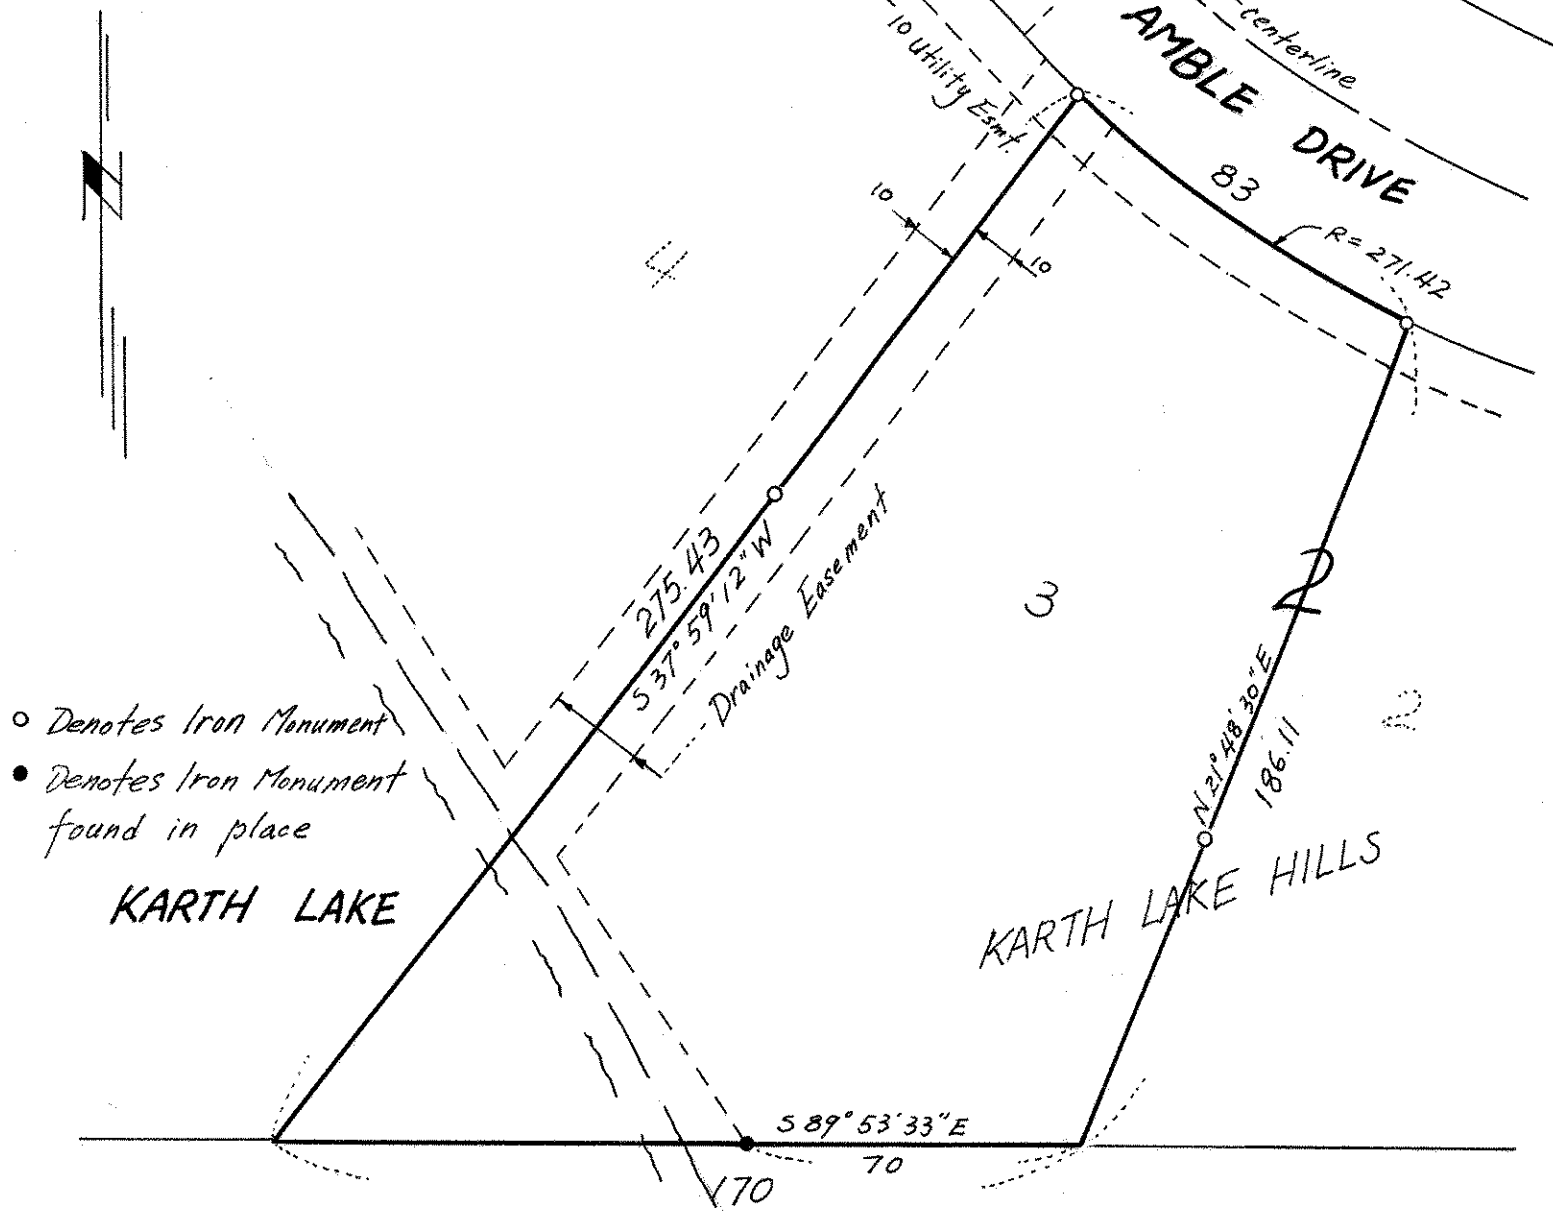 N
centerline
AMBLE DRIVE
10 Utility Esmt.
83
R = 271.42
10
10
4
275.43
S 37° 59' 12" W
Drainage Easement
3
2
N 21° 48' 30" E
186.11
2
○ Denotes Iron Monument
● Denotes Iron Monument
found in place
KARTH LAKE
KARTH LAKE HILLS
S 89° 53' 33" E
70
170